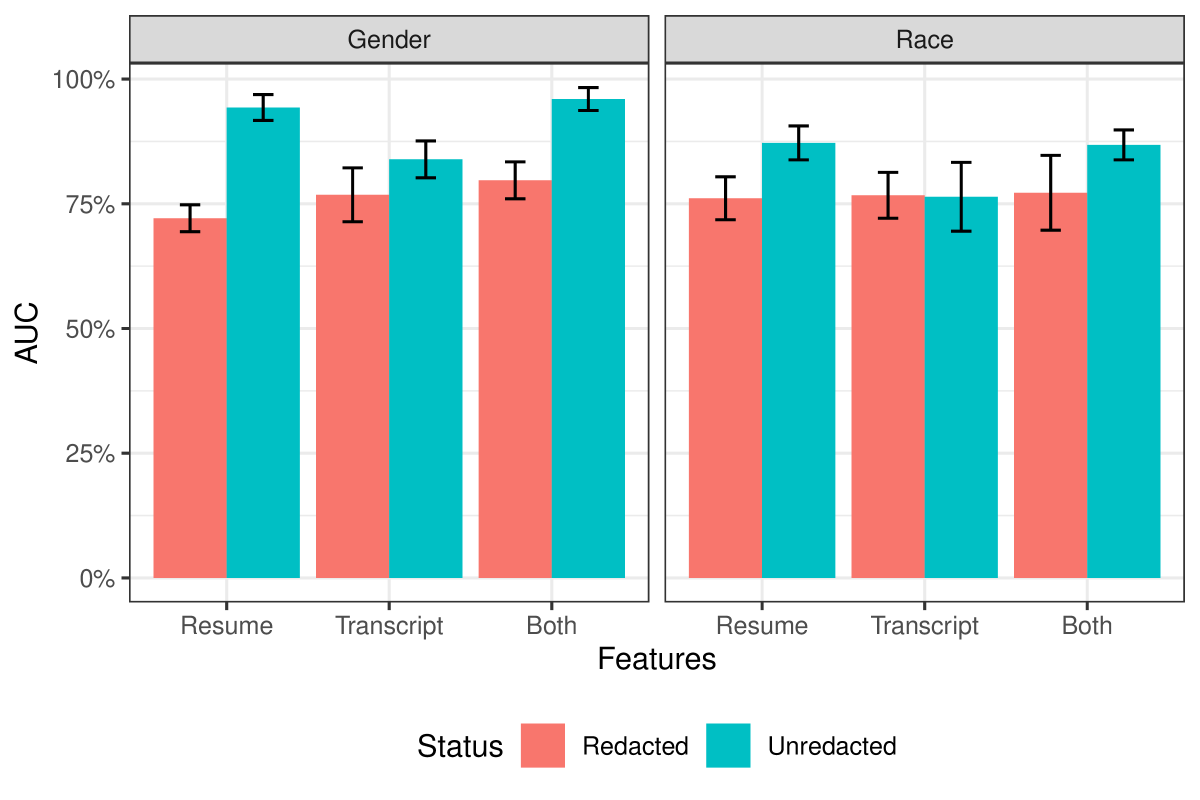 Gender
Race
AUC
100%
75%
50%
25%
0%
Resume Transcript Both
Resume Transcript Both
Features
Status Redacted Unredacted